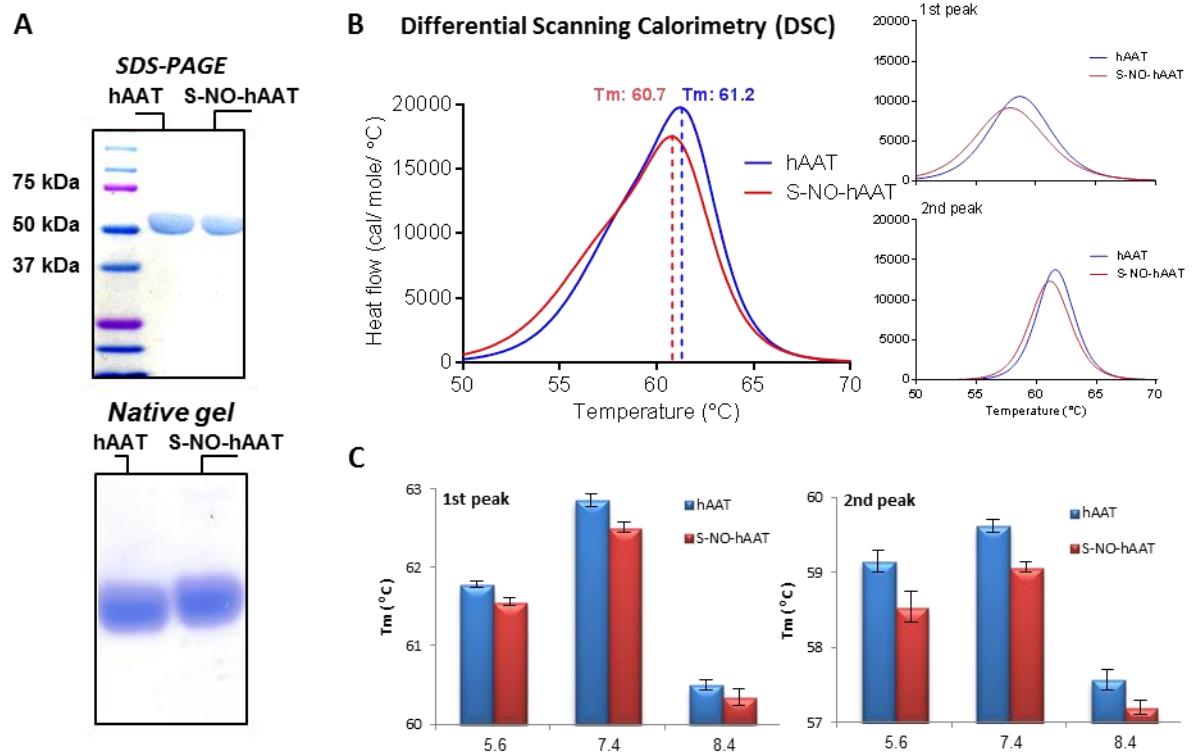 A
SDS-PAGE
hAAT S-NO-hAAT
75 kDa
50 kDa
37 kDa
Native gel
hAAT S-NO-hAAT
B Differential Scanning Calorimetry (DSC)
Tm: 60.7 Tm: 61.2
Heat flow (cal/ mole/ °C)
20000
15000
10000
5000
0
50 55 60 65 70
Temperature (°C)
hAAT
S-NO-hAAT
1st peak
20000
15000
10000
5000
0
50 55 60 65 70
hAAT
S-NO-hAAT
2nd peak
20000
15000
10000
5000
0
50 55 60 65 70
Temperature (°C)
hAAT
S-NO-hAAT
C
1st peak
Tm (°C)
63
62
61
60
5.6 7.4 8.4
hAAT
S-NO-hAAT
2nd peak
Tm (°C)
60
59
58
57
5.6 7.4 8.4
hAAT
S-NO-hAAT